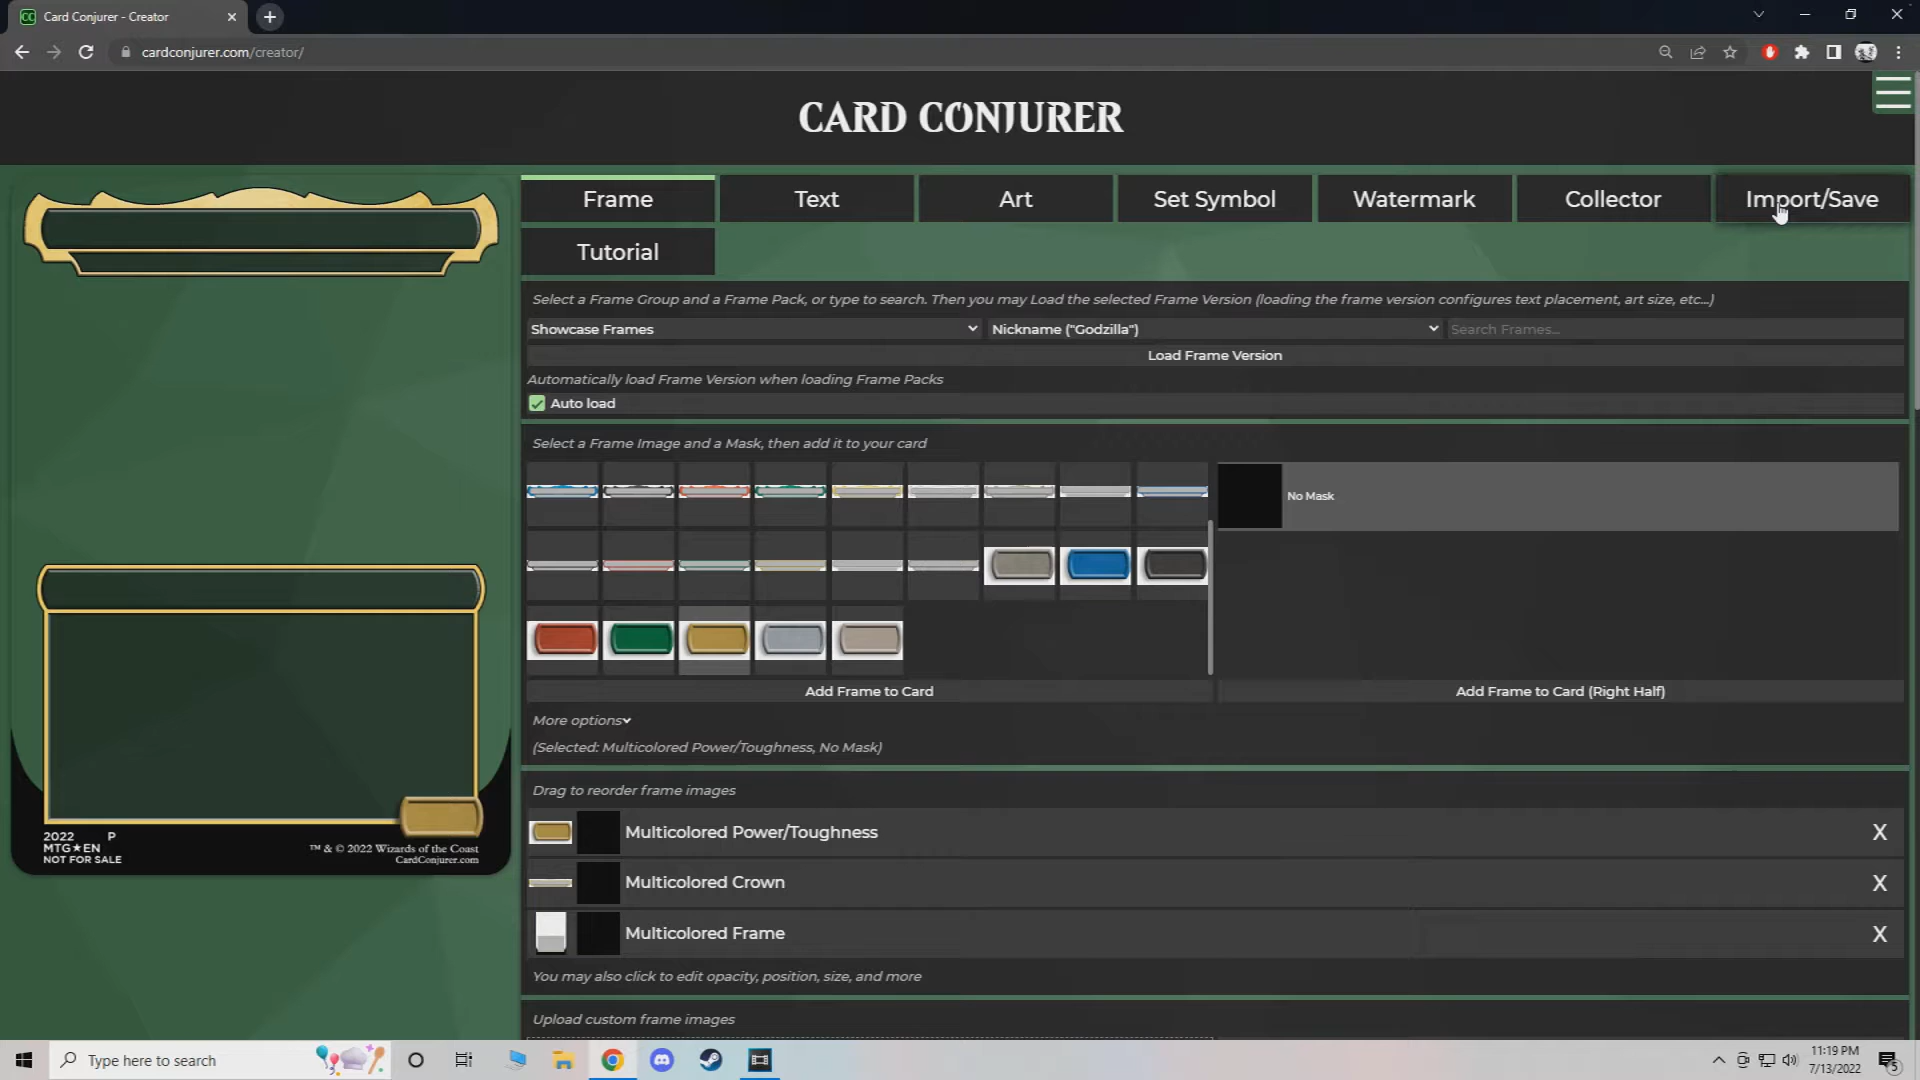 Card Conjurer - Creator
cardconjurer.com/creator/
CARD CONJURER
Frame
Text
Art
Set Symbol
Watermark
Collector
Import/Save
Tutorial
Select a Frame Group and a Frame Pack, or type to search. Then you may Load the selected Frame Version (loading the frame version configures text placement, art size, etc...)
Showcase Frames
Nickname ("Godzilla")
Search Frames...
Load Frame Version
Automatically load Frame Version when loading Frame Packs
Auto load
Select a Frame Image and a Mask, then add it to your card
No Mask
Add Frame to Card
Add Frame to Card (Right Half)
More options
(Selected: Multicolored Power/Toughness, No Mask)
Drag to reorder frame images
Multicolored Power/Toughness
X
Multicolored Crown
X
Multicolored Frame
X
You may also click to edit opacity, position, size, and more
Upload custom frame images
2022 P
MTG★EN
NOT FOR SALE
™ & © 2022 Wizards of the Coast
CardConjurer.com
Type here to search
11:19 PM
7/13/2022
5